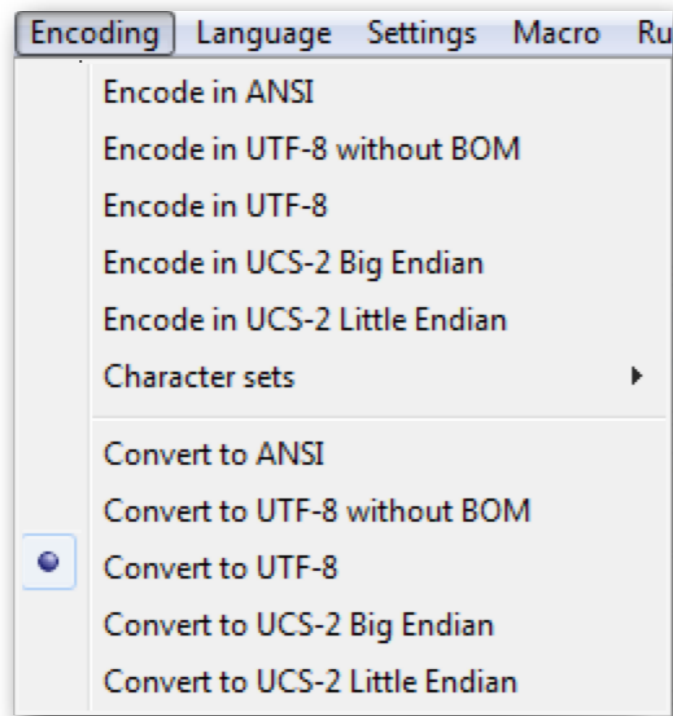 Encoding Language Settings Macro Ru
Encode in ANSI
Encode in UTF-8 without BOM
Encode in UTF-8
Encode in UCS-2 Big Endian
Encode in UCS-2 Little Endian
Character sets
Convert to ANSI
Convert to UTF-8 without BOM
Convert to UTF-8
Convert to UCS-2 Big Endian
Convert to UCS-2 Little Endian